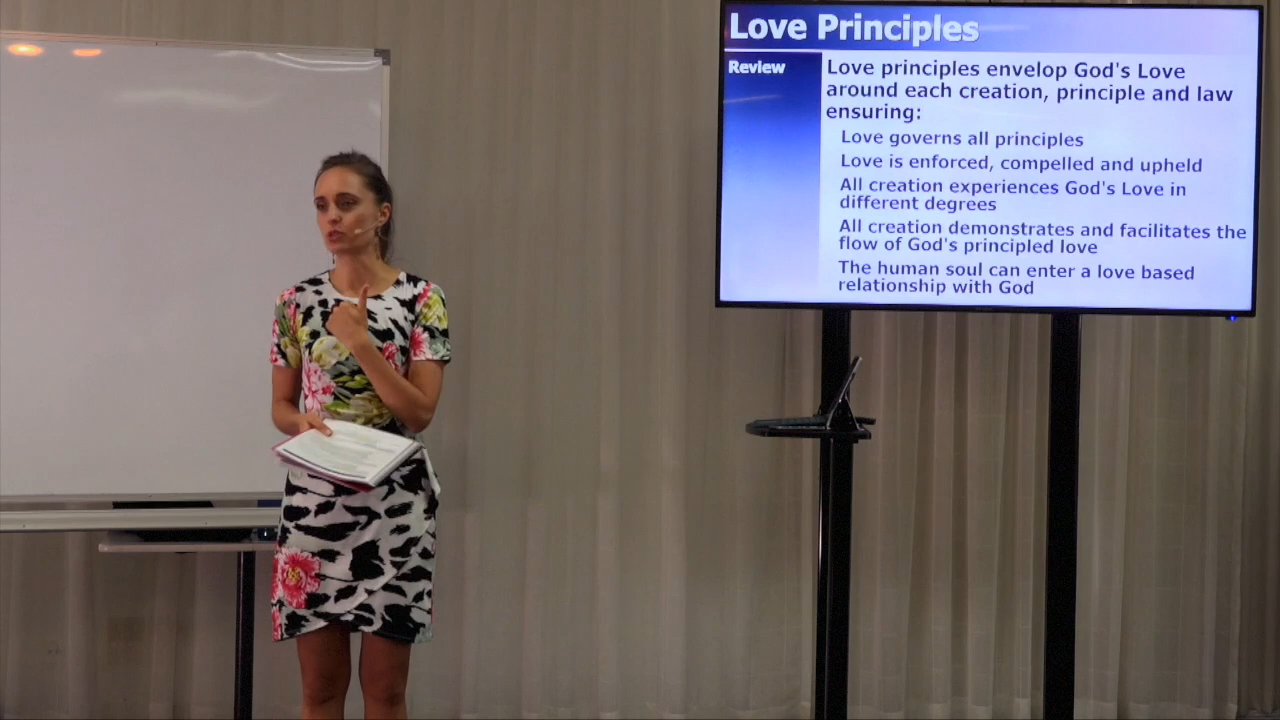 Love Principles
Review
Love principles envelop God's Love
around each creation, principle and law
ensuring:
Love governs all principles
Love is enforced, compelled and upheld
All creation experiences God's Love in
different degrees
All creation demonstrates and facilitates the
flow of God's principled love
The human soul can enter a love based
relationship with God